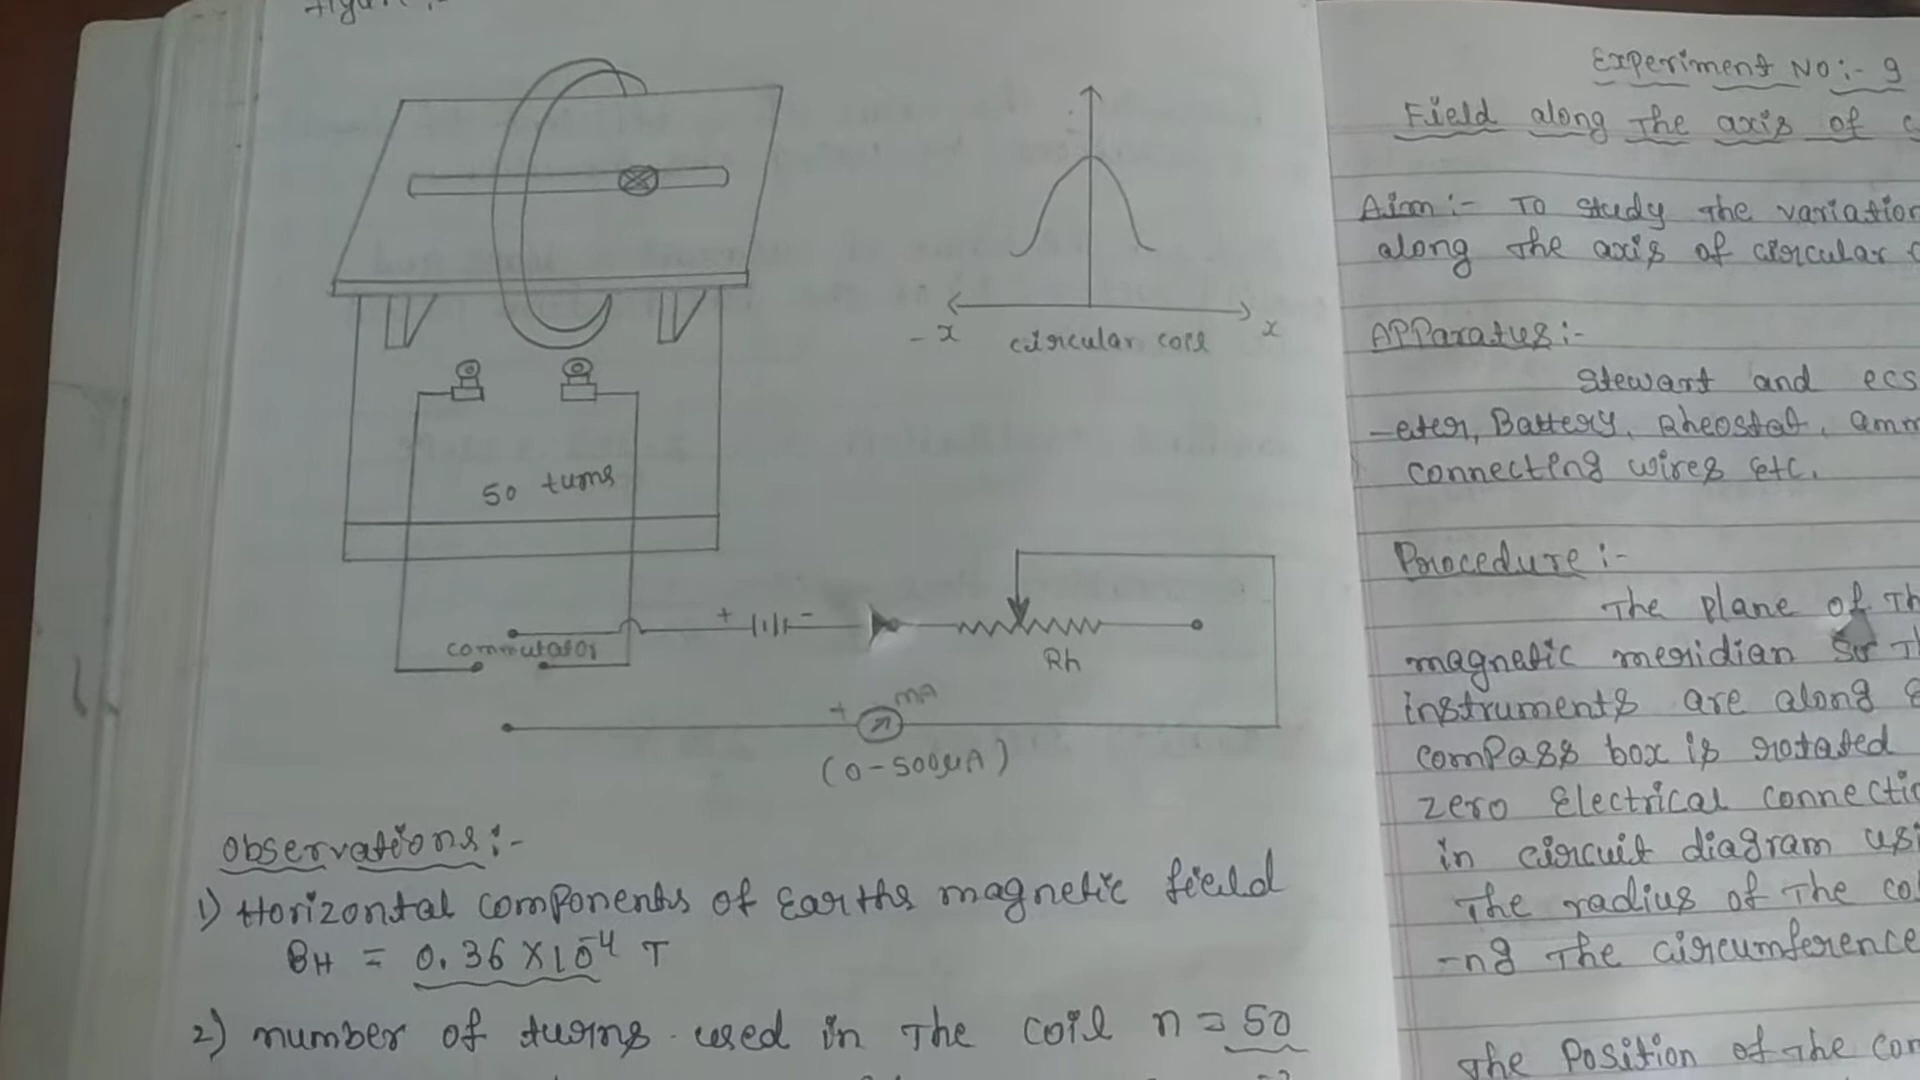 Figure :-
-x
x
circular coil
50 turns
+
-
commutator
Rh
+
mA
(0-500µA)
Observations:-
1) Horizontal components of Earths magnetic field
BH = 0.36 X10-4 T
2) number of turns used in The coil n = 50
Experiment NO:- 9
Field along The axis of
Aim:- TO study The variation
along The axis of circular
APParatus:-
Stewart and
-eter, Battery, Rheostat,
connecting wires etc.
Procedure:-
The plane of
magnetic meridian so
instruments are along
comPass box is rotated
zero Electrical
in circuit diagram
The radius of The
-ng The circumference
The Position of The